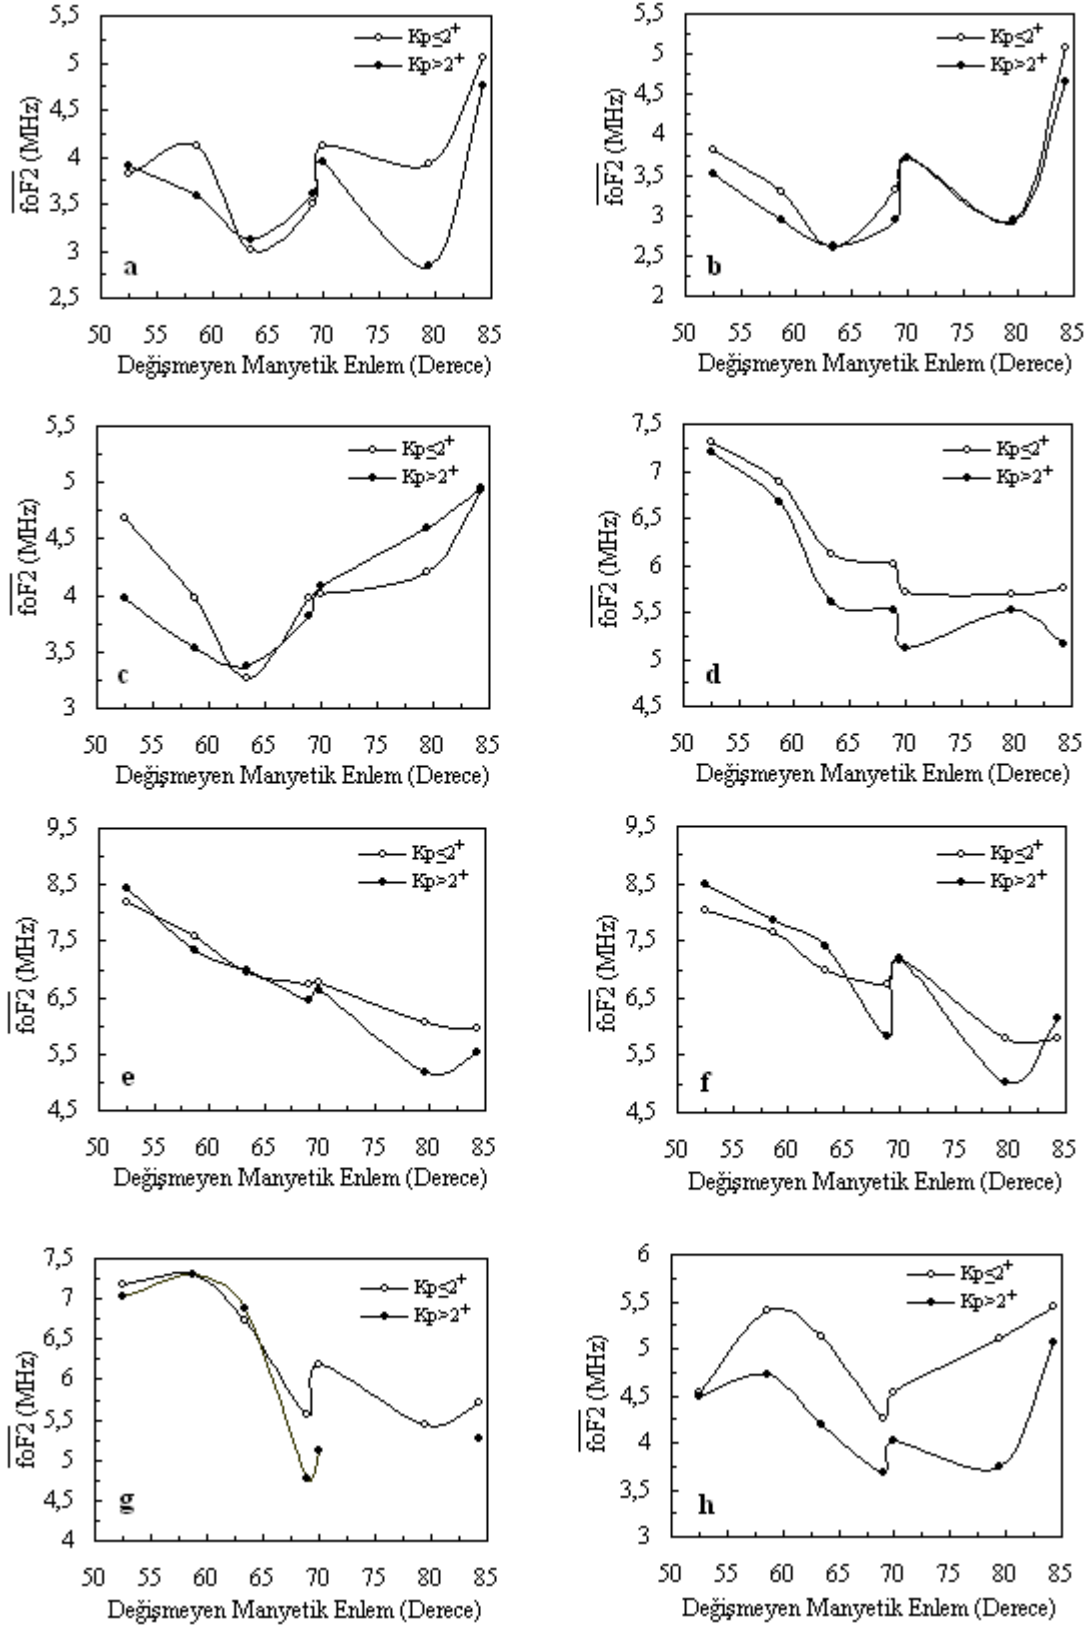 5,5
5
4,5
4
3,5
3
2,5
foF2 (MHz)
Kp≤2⁺
Kp>2⁺
a
50 55 60 65 70 75 80 85
Değişmeyen Manyetik Enlem (Derece)
5,5
5
4,5
4
3,5
3
2,5
2
foF2 (MHz)
Kp≤2⁺
Kp>2⁺
b
50 55 60 65 70 75 80 85
Değişmeyen Manyetik Enlem (Derece)
5,5
5
4,5
4
3,5
3
foF2 (MHz)
Kp≤2⁺
Kp>2⁺
c
50 55 60 65 70 75 80 85
Değişmeyen Manyetik Enlem (Derece)
7,5
7
6,5
6
5,5
5
4,5
foF2 (MHz)
Kp≤2⁺
Kp>2⁺
d
50 55 60 65 70 75 80 85
Değişmeyen Manyetik Enlem (Derece)
9,5
8,5
7,5
6,5
5,5
4,5
foF2 (MHz)
Kp≤2⁺
Kp>2⁺
e
50 55 60 65 70 75 80 85
Değişmeyen Manyetik Enlem (Derece)
9,5
8,5
7,5
6,5
5,5
4,5
foF2 (MHz)
Kp≤2⁺
Kp>2⁺
f
50 55 60 65 70 75 80 85
Değişmeyen Manyetik Enlem (Derece)
7,5
7
6,5
6
5,5
5
4,5
4
foF2 (MHz)
Kp≤2⁺
Kp>2⁺
g
50 55 60 65 70 75 80 85
Değişmeyen Manyetik Enlem (Derece)
6
5,5
5
4,5
4
3,5
3
foF2 (MHz)
Kp≤2⁺
Kp>2⁺
h
50 55 60 65 70 75 80 85
Değişmeyen Manyetik Enlem (Derece)